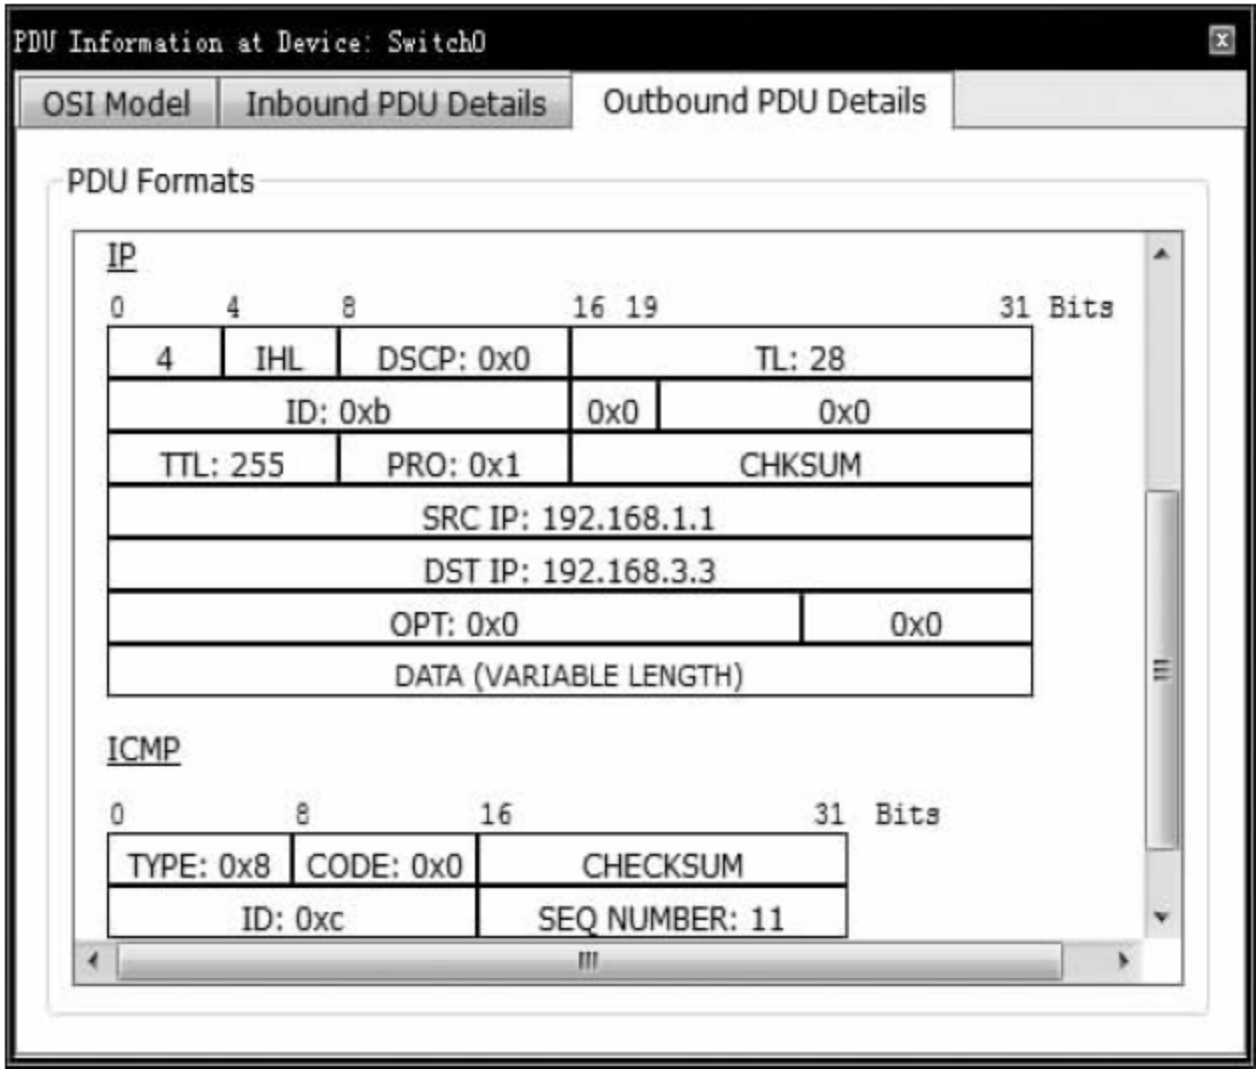 PDU Information at Device: Switch0
X
OSI Model Inbound PDU Details Outbound PDU Details
PDU Formats
IP
0 4 8 16 19 31 Bits
4 IHL DSCP: 0x0 TL: 28
ID: 0xb 0x0 0x0
TTL: 255 PRO: 0x1 CHKSUM
SRC IP: 192.168.1.1
DST IP: 192.168.3.3
OPT: 0x0 0x0
DATA (VARIABLE LENGTH)
ICMP
0 8 16 31 Bits
TYPE: 0x8 CODE: 0x0 CHECKSUM
ID: 0xc SEQ NUMBER: 11